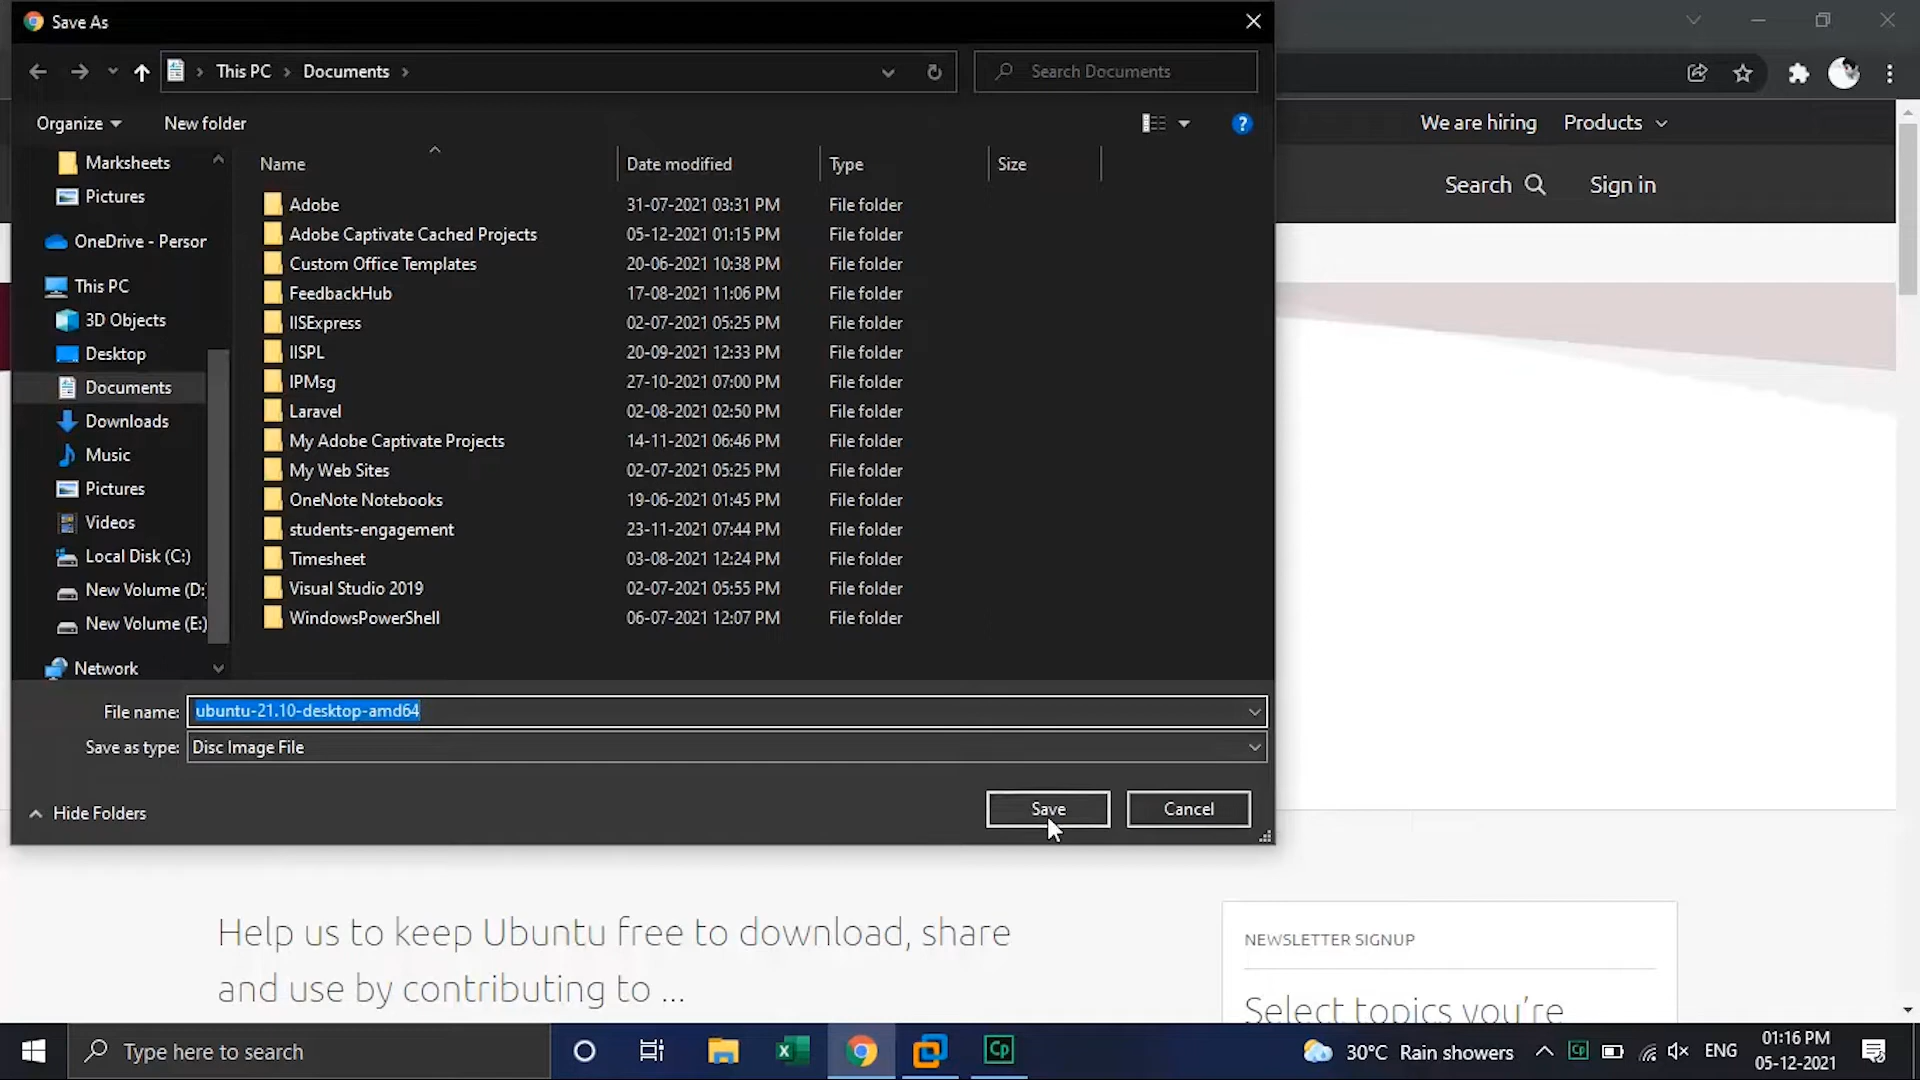 Save As
This PC Documents
Search Documents
Organize New folder
?
Name Date modified Type Size
Marksheets
Pictures
OneDrive - Person
This PC
3D Objects
Desktop
Documents
Downloads
Music
Pictures
Videos
Local Disk (C:)
New Volume (D:)
New Volume (E:)
Network
Adobe 31-07-2021 03:31 PM File folder
Adobe Captivate Cached Projects 05-12-2021 01:15 PM File folder
Custom Office Templates 20-06-2021 10:38 PM File folder
FeedbackHub 17-08-2021 11:06 PM File folder
IISExpress 02-07-2021 05:25 PM File folder
IISPL 20-09-2021 12:33 PM File folder
IPMsg 27-10-2021 07:00 PM File folder
Laravel 02-08-2021 02:50 PM File folder
My Adobe Captivate Projects 14-11-2021 06:46 PM File folder
My Web Sites 02-07-2021 05:25 PM File folder
OneNote Notebooks 19-06-2021 01:45 PM File folder
students-engagement 23-11-2021 07:44 PM File folder
Timesheet 03-08-2021 12:24 PM File folder
Visual Studio 2019 02-07-2021 05:55 PM File folder
WindowsPowerShell 06-07-2021 12:07 PM File folder
File name: ubuntu-21.10-desktop-amd64
Save as type: Disc Image File
Hide Folders
Save Cancel
We are hiring Products
Search Sign in
Help us to keep Ubuntu free to download, share
and use by contributing to ...
NEWSLETTER SIGNUP
Select topics you're
Type here to search
X
Cp
30°C Rain showers
Cp
ENG
01:16 PM
05-12-2021